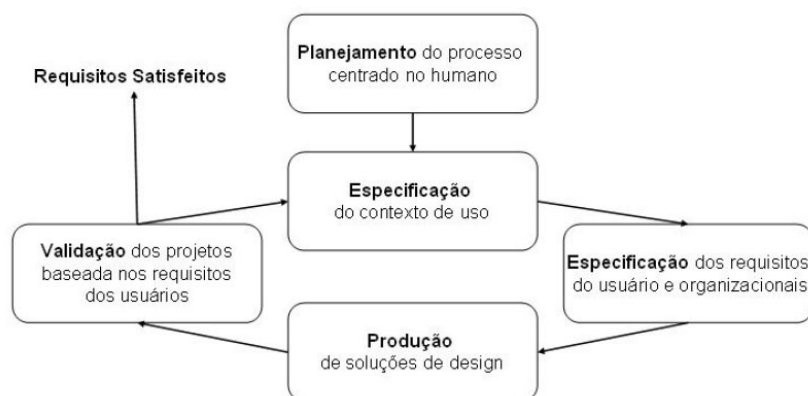 Planejamento do processo
centrado no humano
Requisitos Satisfeitos
Especificação
do contexto de uso
Validação dos projetos
baseada nos requisitos
dos usuários
Especificação dos requisitos
do usuário e organizacionais
Produção
de soluções de design